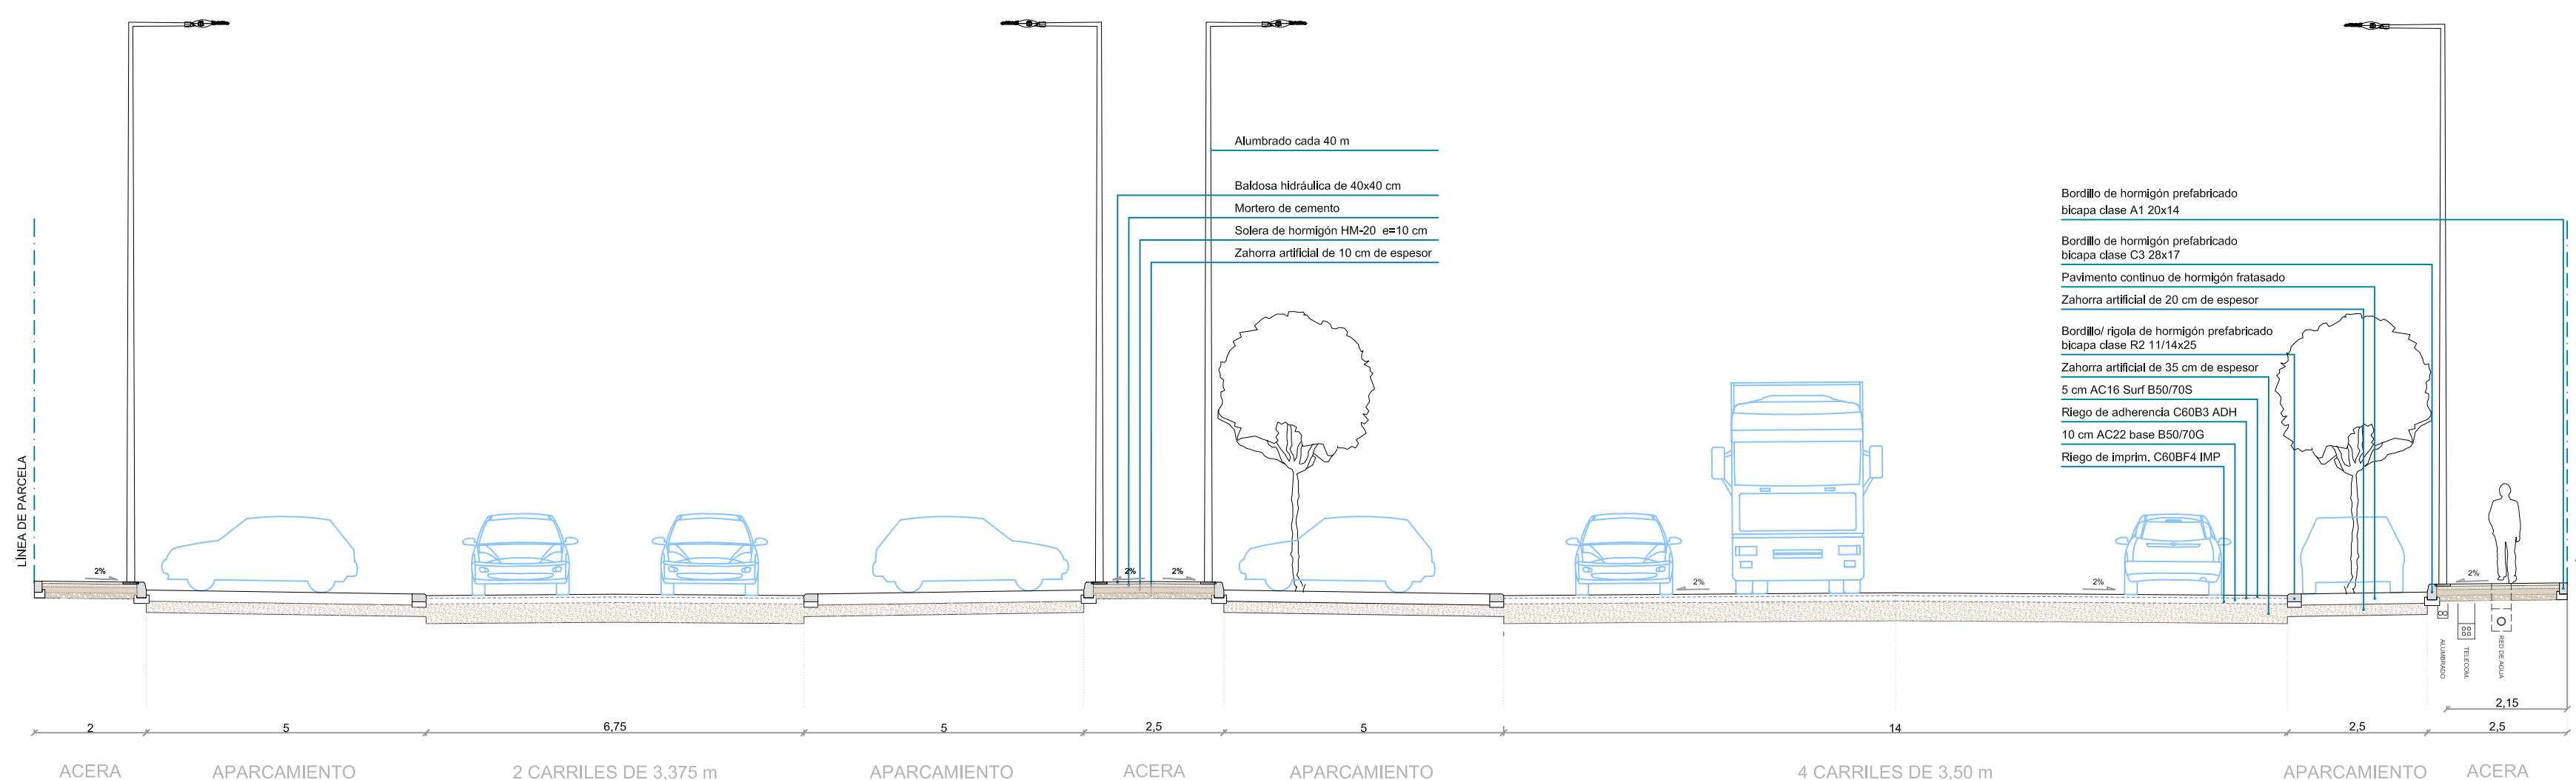 Alumbrado cada 40 m
Baldosa hidráulica de 40x40 cm
Mortero de cemento
Solera de hormigón HM-20 e=10 cm
Zahorra artificial de 10 cm de espesor
Bordillo de hormigón prefabricado
bicapa clase A1 20x14
Bordillo de hormigón prefabricado
bicapa clase C3 28x17
Pavimento continuo de hormigón fratasado
Zahorra artificial de 20 cm de espesor
Bordillo/ rigola de hormigón prefabricado
bicapa clase R2 11/14x25
Zahorra artificial de 35 cm de espesor
5 cm AC16 Surf B50/70S
Riego de adherencia C60B3 ADH
10 cm AC22 base B50/70G
Riego de imprim. C60BF4 IMP
LÍNEA DE PARCELA
2%
2%
2%
2%
2%
2%
ALUMBRADO
TELECOM.
RED DE AGUA
2,15
2
5
6,75
5
2,5
5
14
2,5
2,5
ACERA
APARCAMIENTO
2 CARRILES DE 3,375 m
APARCAMIENTO
ACERA
APARCAMIENTO
4 CARRILES DE 3,50 m
APARCAMIENTO
ACERA